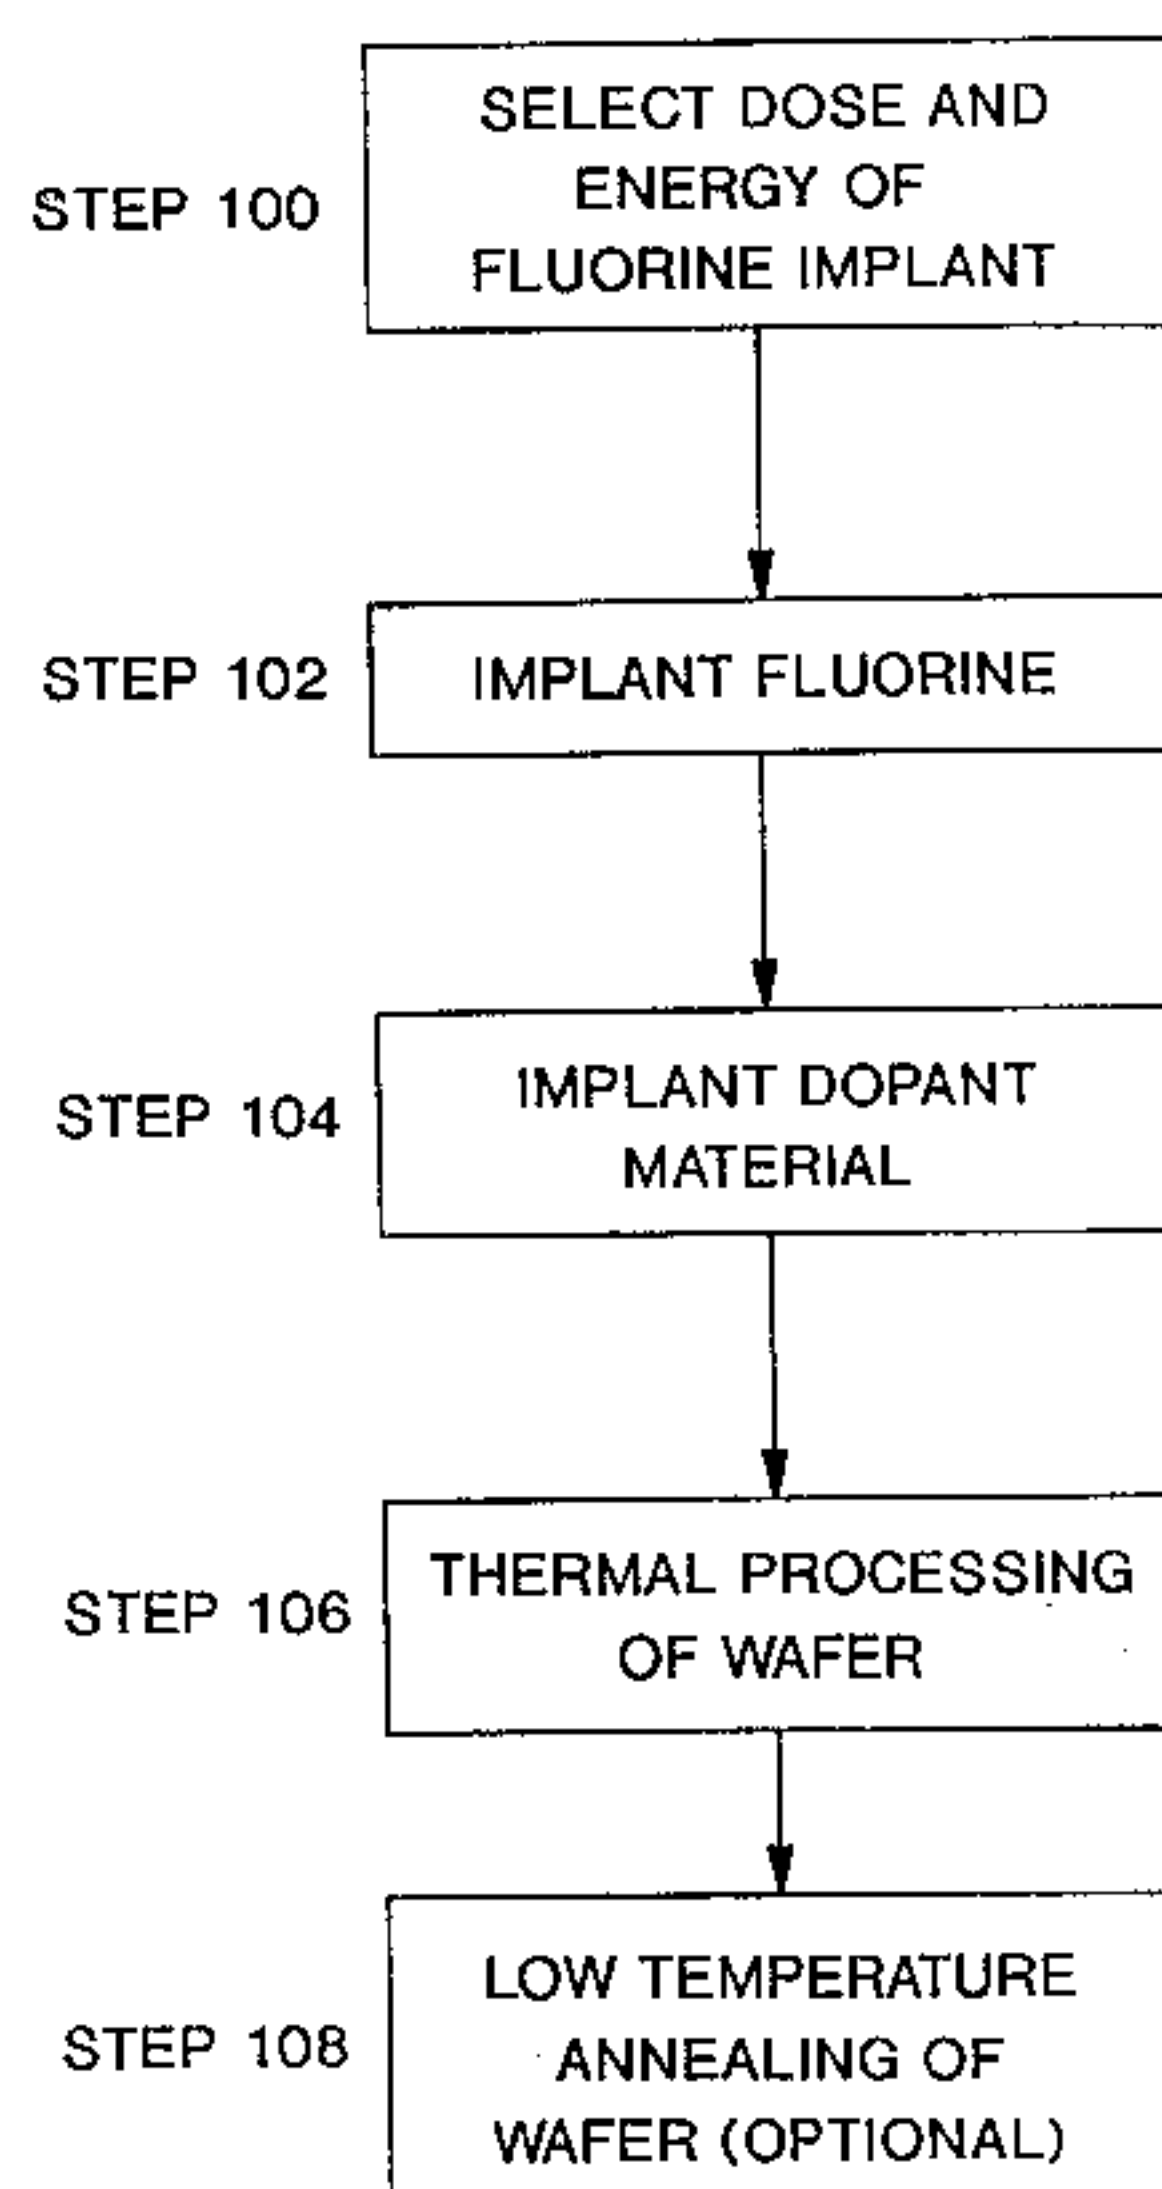 SELECT DOSE AND
ENERGY OF
FLUORINE IMPLANT
STEP 100
IMPLANT FLUORINE
STEP 102
IMPLANT DOPANT
MATERIAL
STEP 104
THERMAL PROCESSING
OF WAFER
STEP 106
LOW TEMPERATURE
ANNEALING OF
WAFER (OPTIONAL)
STEP 108